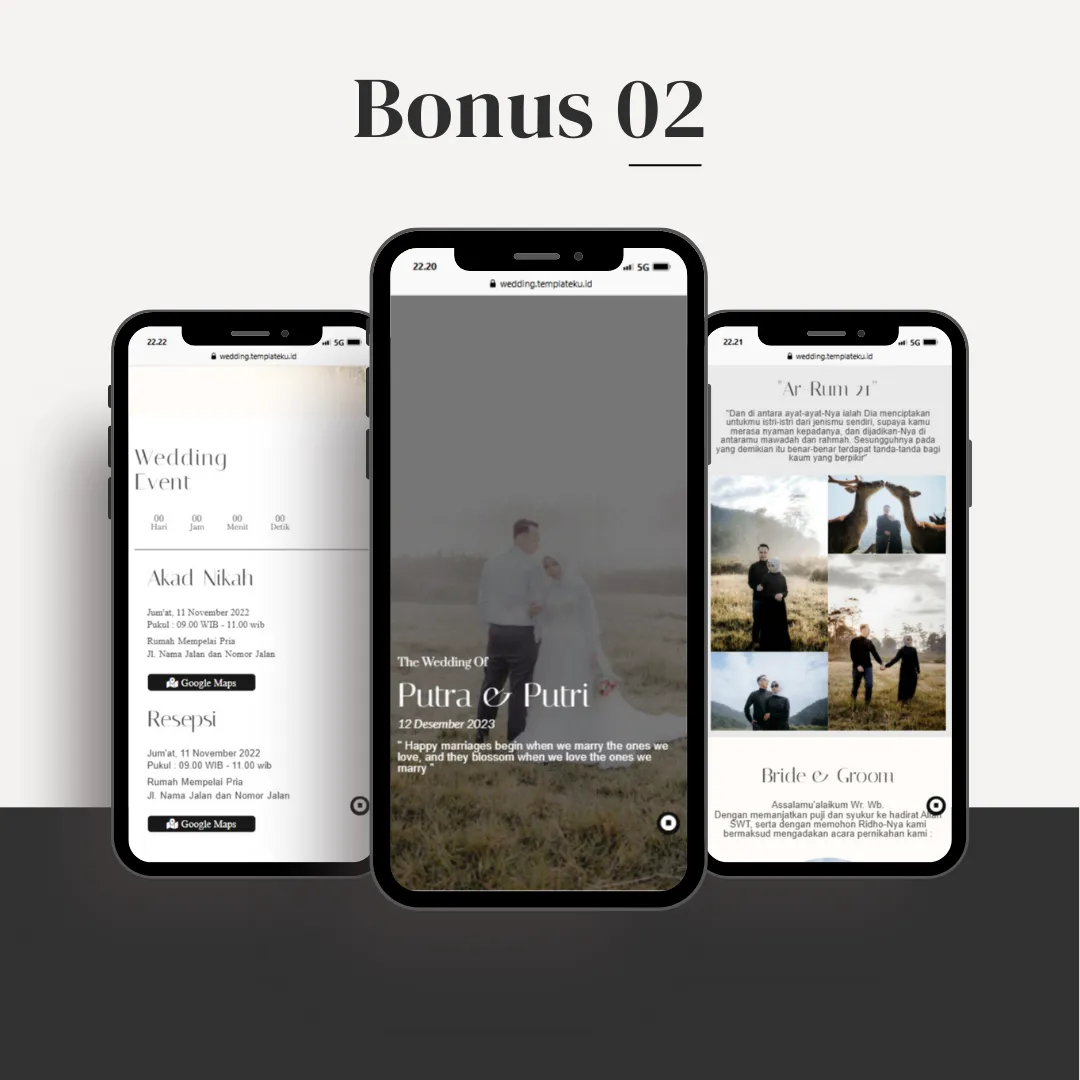 Bonus 02
22.22
5G
wedding.templateku.id
Wedding
Event
00 00 00 00
Hari Jam Menit Detik
Akad Nikah
Jum'at, 11 November 2022
Pukul : 09.00 WIB - 11.00 wib
Rumah Mempelai Pria
Jl. Nama Jalan dan Nomor Jalan
Google Maps
Resepsi
Jum'at, 11 November 2022
Pukul : 09.00 WIB - 11.00 wib
Rumah Mempelai Pria
Jl. Nama Jalan dan Nomor Jalan
Google Maps
22.20
5G
wedding.templateku.id
The Wedding Of
Putra & Putri
12 Desember 2023
" Happy marriages begin when we marry the ones we
love, and they blossom when we love the ones we
marry "
22.21
5G
wedding.templateku.id
"Ar-Rum 21"
"Dan di antara ayat-ayat-Nya ialah Dia menciptakan
untukmu istri-istri dari jenismu sendiri, supaya kamu
merasa nyaman kepadanya, dan dijadikan-Nya di
antaramu mawadah dan rahmah. Sesungguhnya pada
yang demikian itu benar-benar terdapat tanda-tanda bagi
kaum yang berpikir"
Bride & Groom
Assalamu'alaikum Wr. Wb.
Dengan memanjatkan puji dan syukur ke hadirat Allah
SWT, serta dengan memohon Ridho-Nya kami
bermaksud mengadakan acara pernikahan kami :